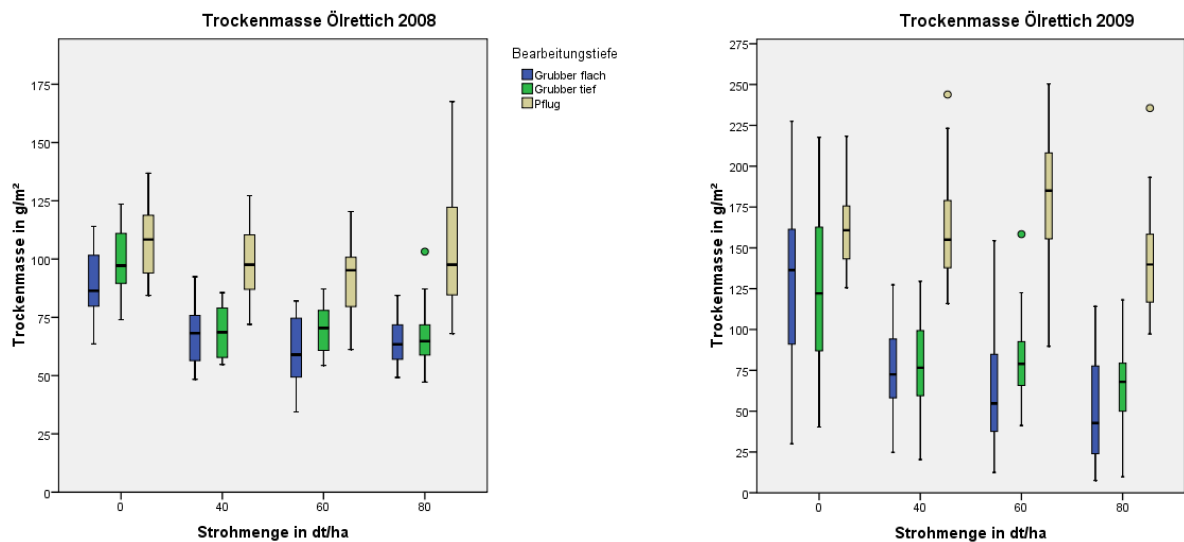 Trockenmasse Ölrettich 2008
Trockenmasse in g/m²
175
150
125
100
75
50
25
0
0 40 60 80
Strohmenge in dt/ha
Bearbeitungstiefe
Grubber flach
Grubber tief
Pflug
Trockenmasse Ölrettich 2009
Trockenmasse in g/m²
275
250
225
200
175
150
125
100
75
50
25
0
0 40 60 80
Strohmenge in dt/ha